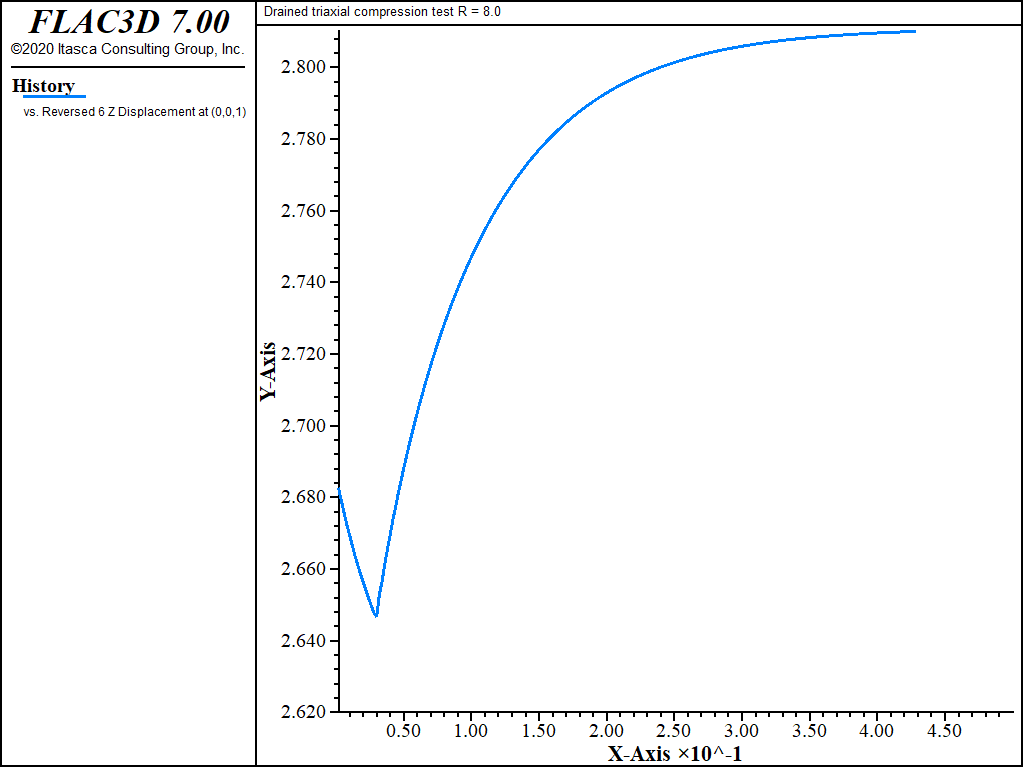 FLAC3D 7.00
©2020 Itasca Consulting Group, Inc.
History
vs. Reversed 6 Z Displacement at (0,0,1)
Drained triaxial compression test R = 8.0
2.800
2.780
2.760
2.740
2.720
2.700
2.680
2.660
2.640
2.620
Y-Axis
0.50 1.00 1.50 2.00 2.50 3.00 3.50 4.00 4.50
X-Axis ×10^-1